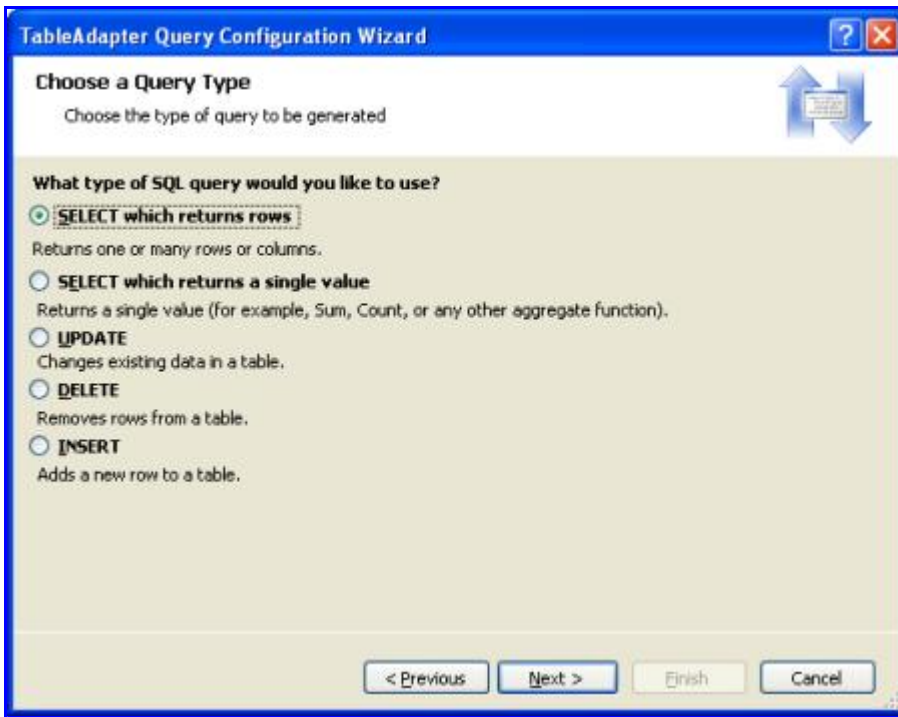 TableAdapter Query Configuration Wizard
Choose a Query Type
Choose the type of query to be generated
What type of SQL query would you like to use?
SELECT which returns rows
Returns one or many rows or columns.
SELECT which returns a single value
Returns a single value (for example, Sum, Count, or any other aggregate function).
UPDATE
Changes existing data in a table.
DELETE
Removes rows from a table.
INSERT
Adds a new row to a table.
< Previous Next > Finish Cancel